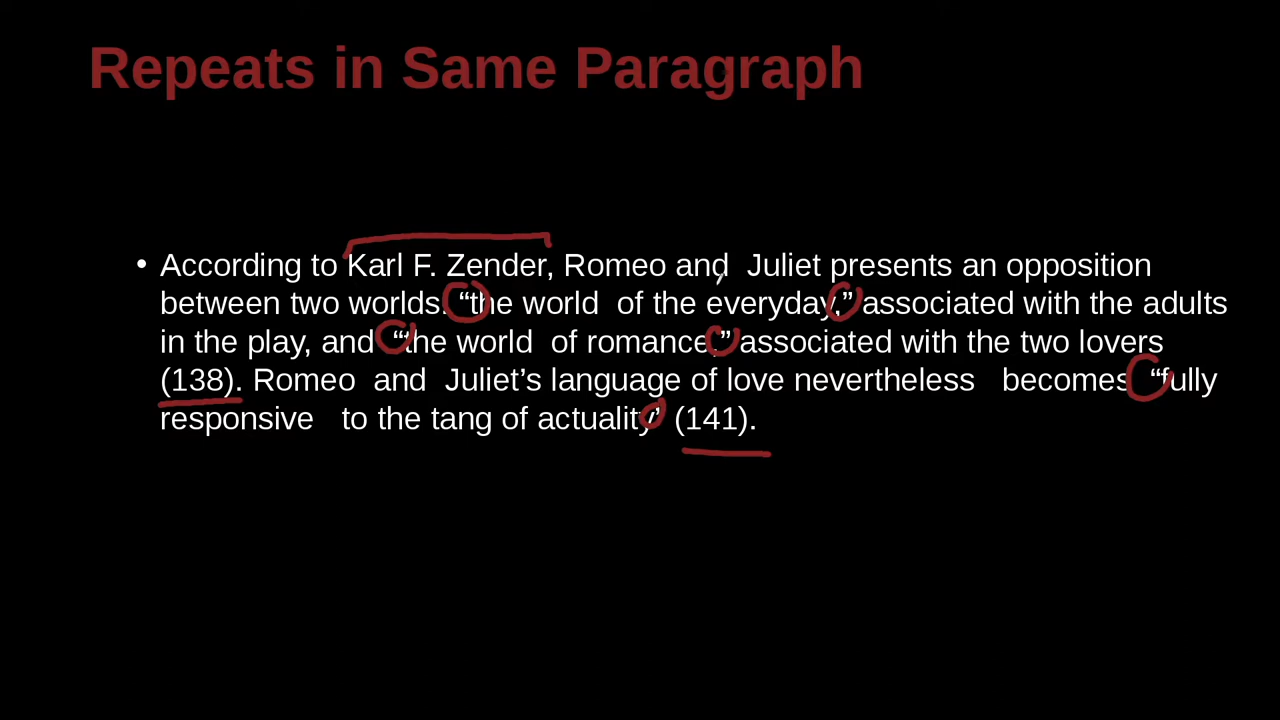 Repeats in Same Paragraph
• According to Karl F. Zender, Romeo and Juliet presents an opposition
between two worlds: “the world of the everyday,” associated with the adults
in the play, and “the world of romance,” associated with the two lovers
(138). Romeo and Juliet’s language of love nevertheless becomes “fully
responsive to the tang of actuality” (141).